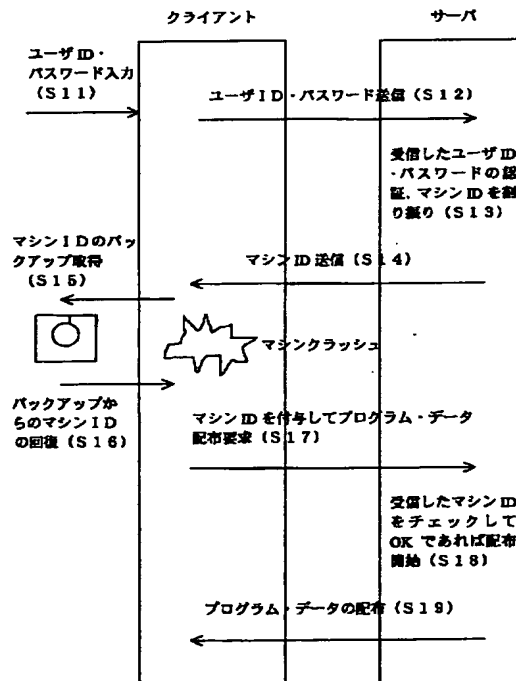 クライアント
サーバ
ユーザID・
パスワード入力
（S11）
ユーザID・パスワード送信（S12）
受信したユーザID
・パスワードの認
証、マシンIDを割
り振り（S13）
マシンIDのバッ
クアップ取得
（S15）
マシンID送信（S14）
マシンクラッシュ
バックアップか
らのマシンID
の回復（S16）
マシンIDを付与してプログラム・データ
配布要求（S17）
受信したマシンID
をチェックして
OKであれば配布
開始（S18）
プログラム・データの配布（S19）